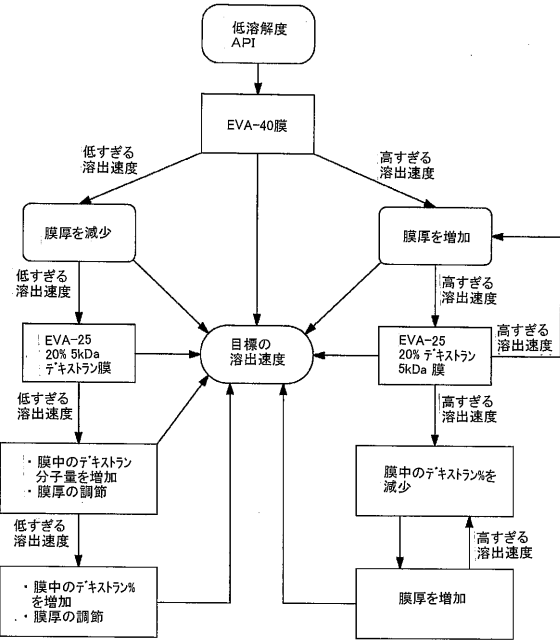 低溶解度
API
EVA-40膜
低すぎる
溶出速度
高すぎる
溶出速度
膜厚を減少
膜厚を増加
低すぎる
溶出速度
高すぎる
溶出速度
EVA-25
20% 5kDa
デキストラン膜
目標の
溶出速度
EVA-25
20% デキストラン
5kDa 膜
高すぎる
溶出速度
低すぎる
溶出速度
高すぎる
溶出速度
・膜中のデキストラン
分子量を増加
・膜厚の調節
膜中のデキストラン%を
減少
低すぎる
溶出速度
高すぎる
溶出速度
・膜中のデキストラン%
を増加
・膜厚の調節
膜厚を増加